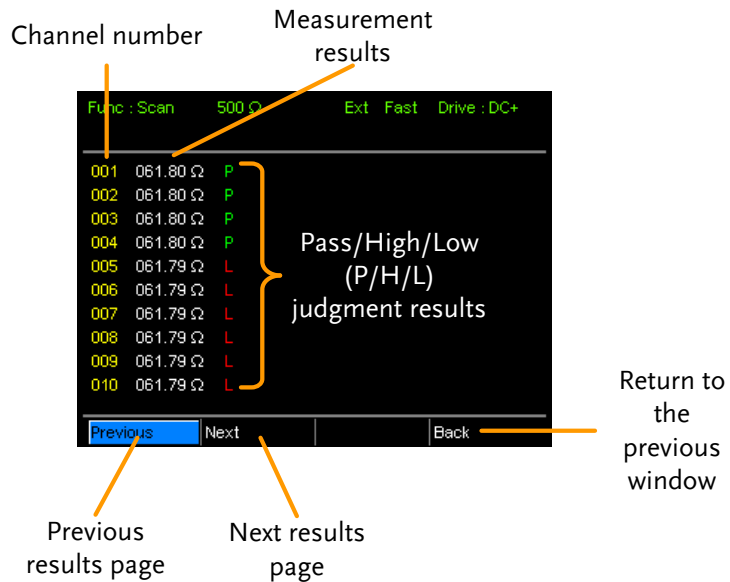 Channel number
Measurement
results
Func : Scan 500 Ω Ext Fast Drive : DC+
001 061.80 Ω P
002 061.80 Ω P
003 061.80 Ω P
004 061.80 Ω P
005 061.79 Ω L
006 061.79 Ω L
007 061.79 Ω L
008 061.79 Ω L
009 061.79 Ω L
010 061.79 Ω L
Pass/High/Low
(P/H/L)
judgment results
Previous Next Back
Return to
the
previous
window
Previous
results page
Next results
page